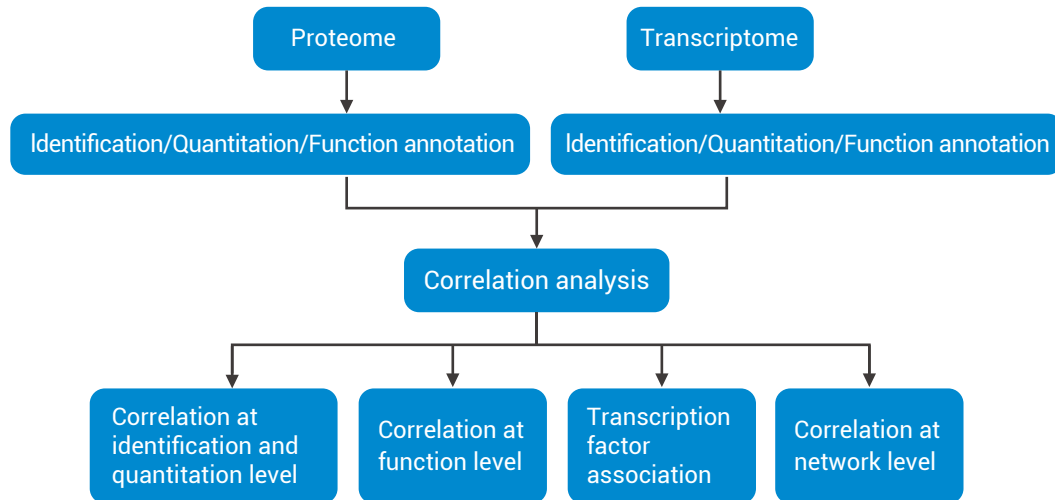 Proteome
Transcriptome
Identification/Quantitation/Function annotation
Identification/Quantitation/Function annotation
Correlation analysis
Correlation at
identification and
quantitation level
Correlation at
function level
Transcription
factor
association
Correlation at
network level